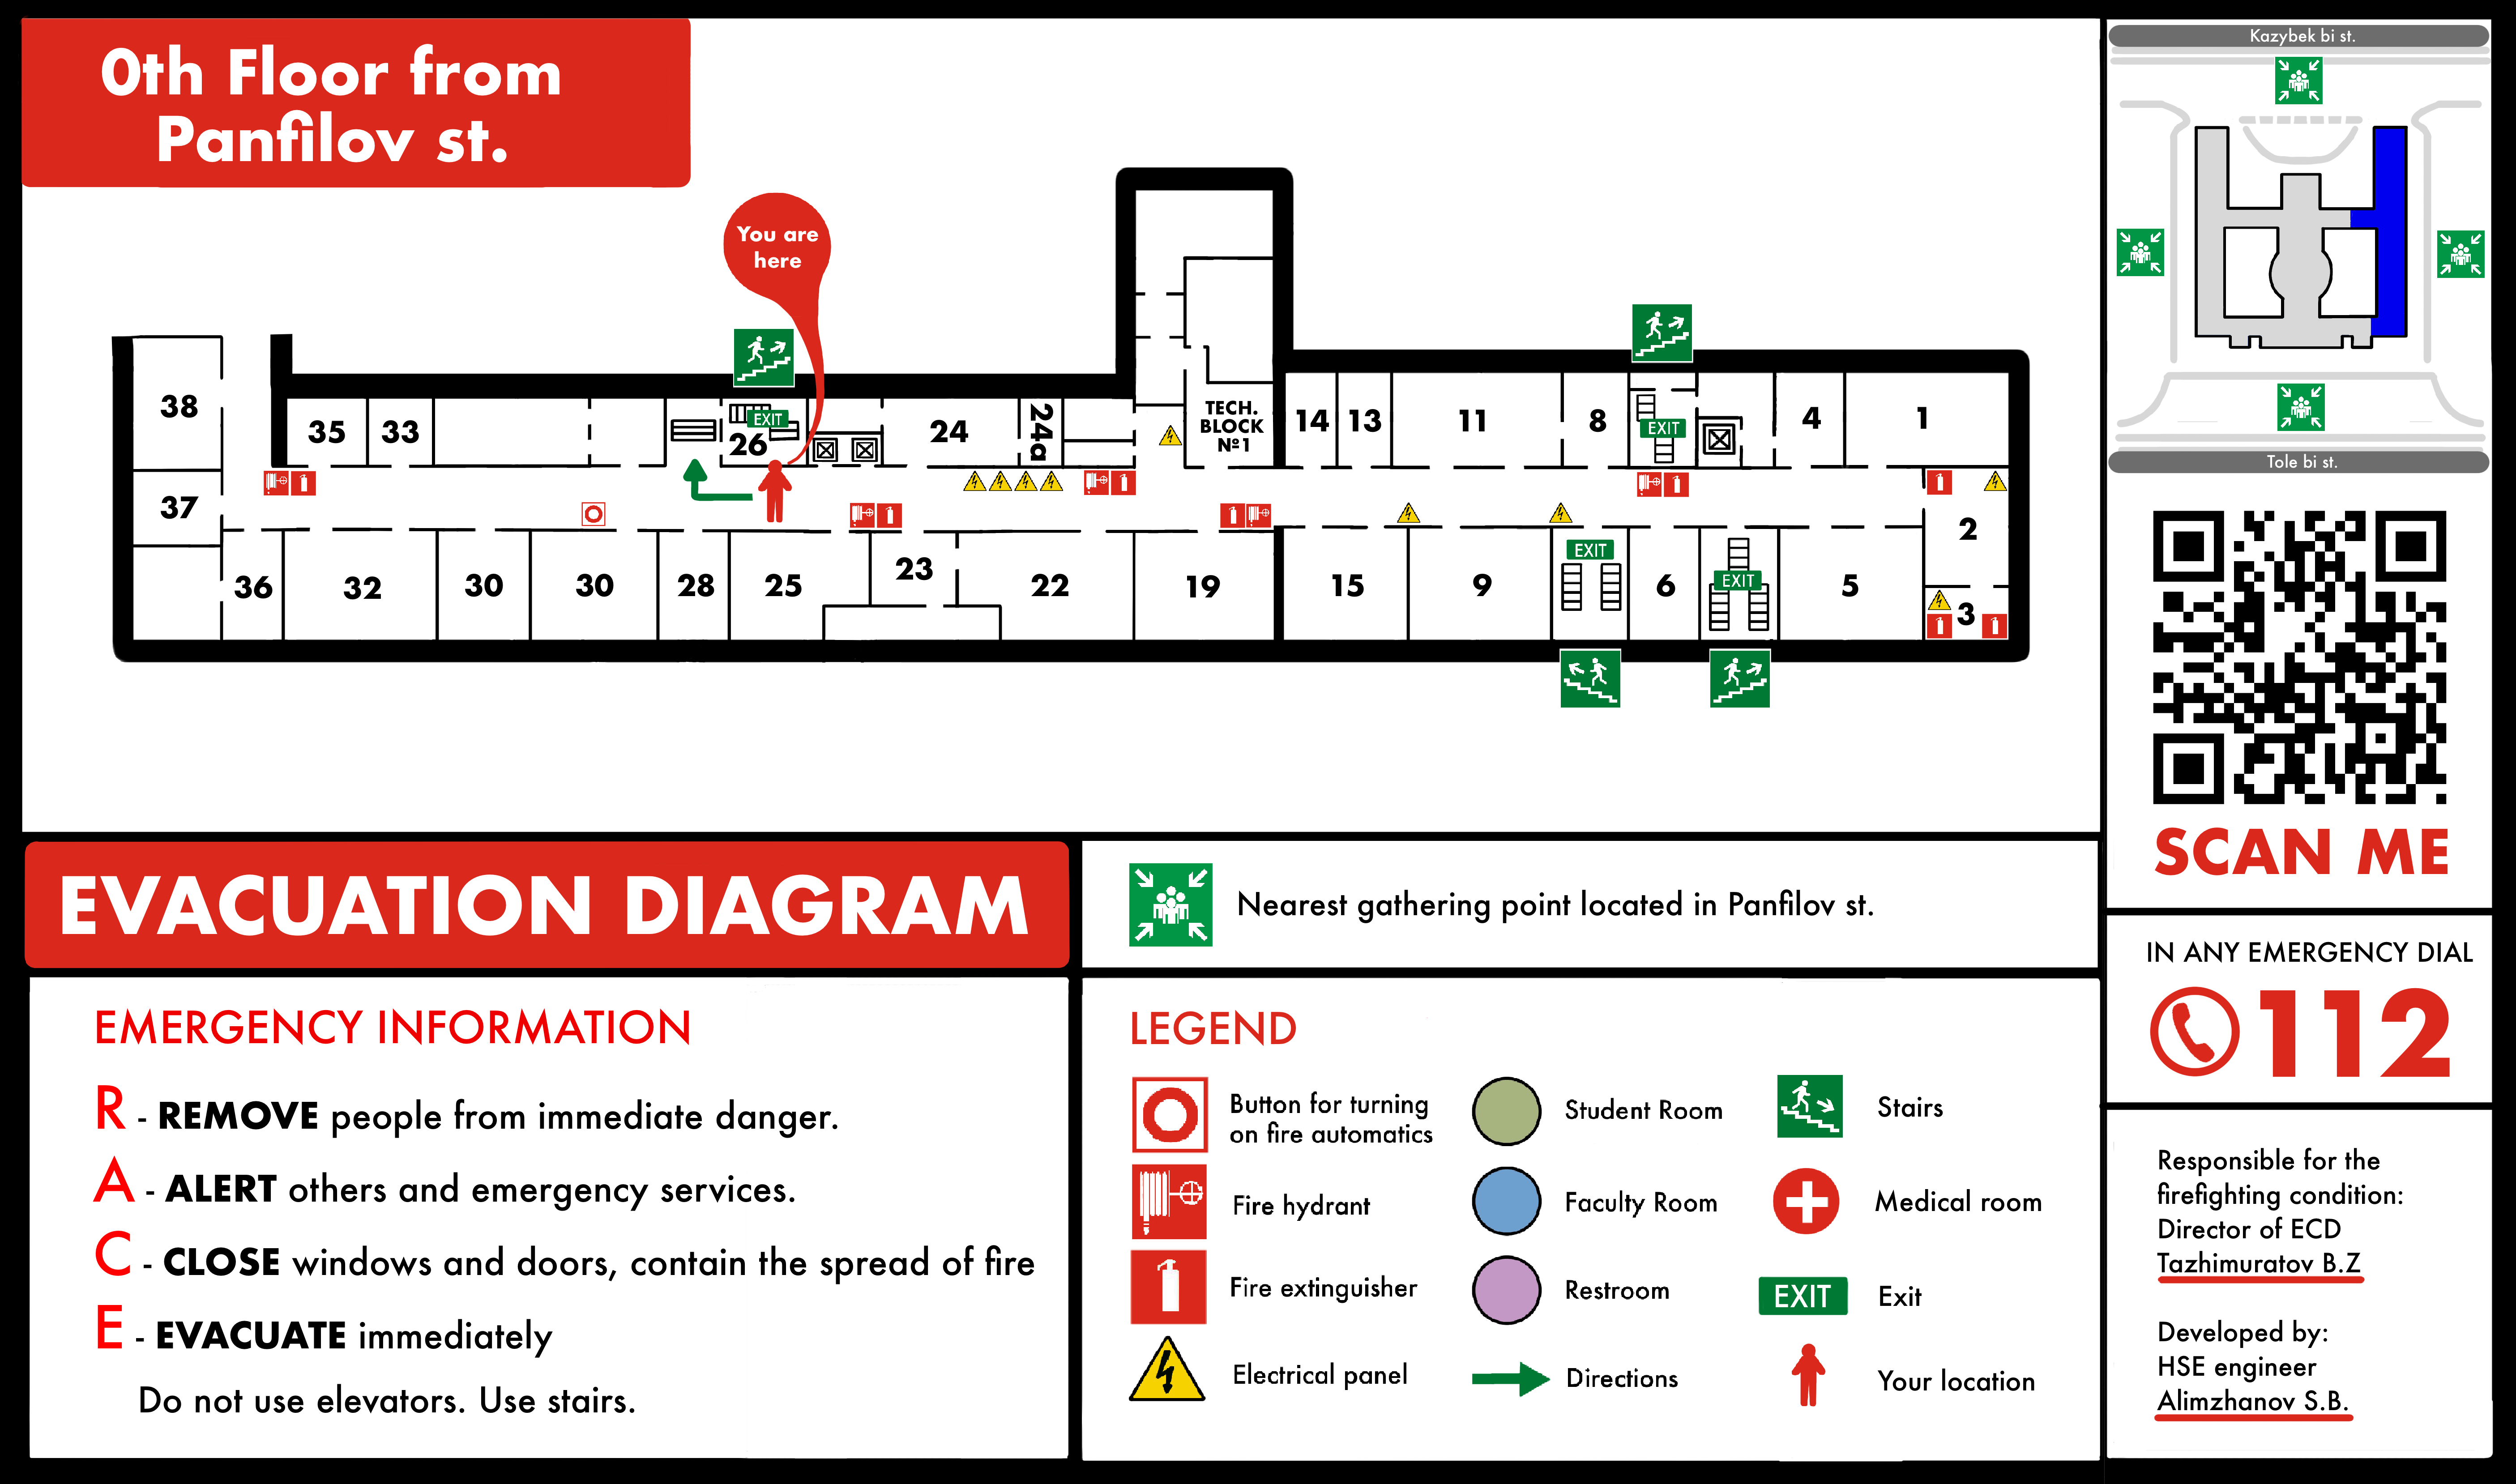 0th Floor from
Panfilov st.
You are
here
38
37
35
33
EXIT
26
24
24a
TECH.
BLOCK
Nº1
14
13
11
8
EXIT
4
1
36
32
30
30
28
25
23
22
19
15
9
EXIT
6
EXIT
5
2
3
Kazybek bi st.
Tole bi st.
SCAN ME
EVACUATION DIAGRAM
Nearest gathering point located in Panfilov st.
EMERGENCY INFORMATION
R - REMOVE people from immediate danger.
A - ALERT others and emergency services.
C - CLOSE windows and doors, contain the spread of fire
E - EVACUATE immediately
Do not use elevators. Use stairs.
LEGEND
Button for turning
on fire automatics
Fire hydrant
Fire extinguisher
Electrical panel
Student Room
Faculty Room
Restroom
Directions
Stairs
Medical room
EXIT Exit
Your location
IN ANY EMERGENCY DIAL
112
Responsible for the
firefighting condition:
Director of ECD
Tazhimuratov B.Z
Developed by:
HSE engineer
Alimzhanov S.B.